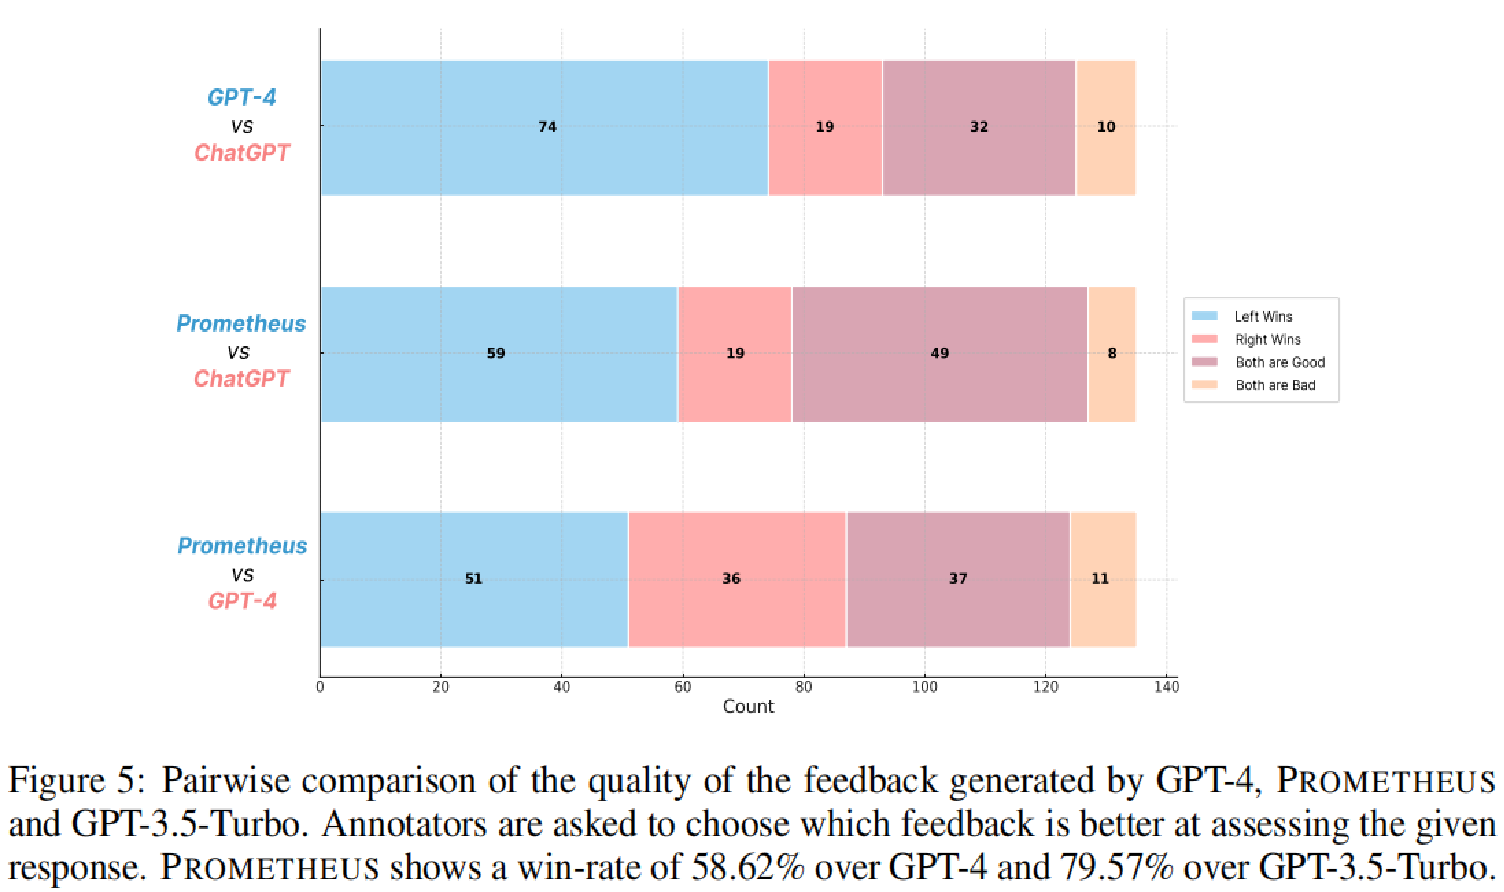 GPT-4
vs
ChatGPT
74
19
32
10
Prometheus
vs
ChatGPT
59
19
49
8
Left Wins
Right Wins
Both are Good
Both are Bad
Prometheus
vs
GPT-4
51
36
37
11
0 20 40 60 80 100 120 140
Count
Figure 5: Pairwise comparison of the quality of the feedback generated by GPT-4, PROMETHEUS
and GPT-3.5-Turbo. Annotators are asked to choose which feedback is better at assessing the given
response. PROMETHEUS shows a win-rate of 58.62% over GPT-4 and 79.57% over GPT-3.5-Turbo.